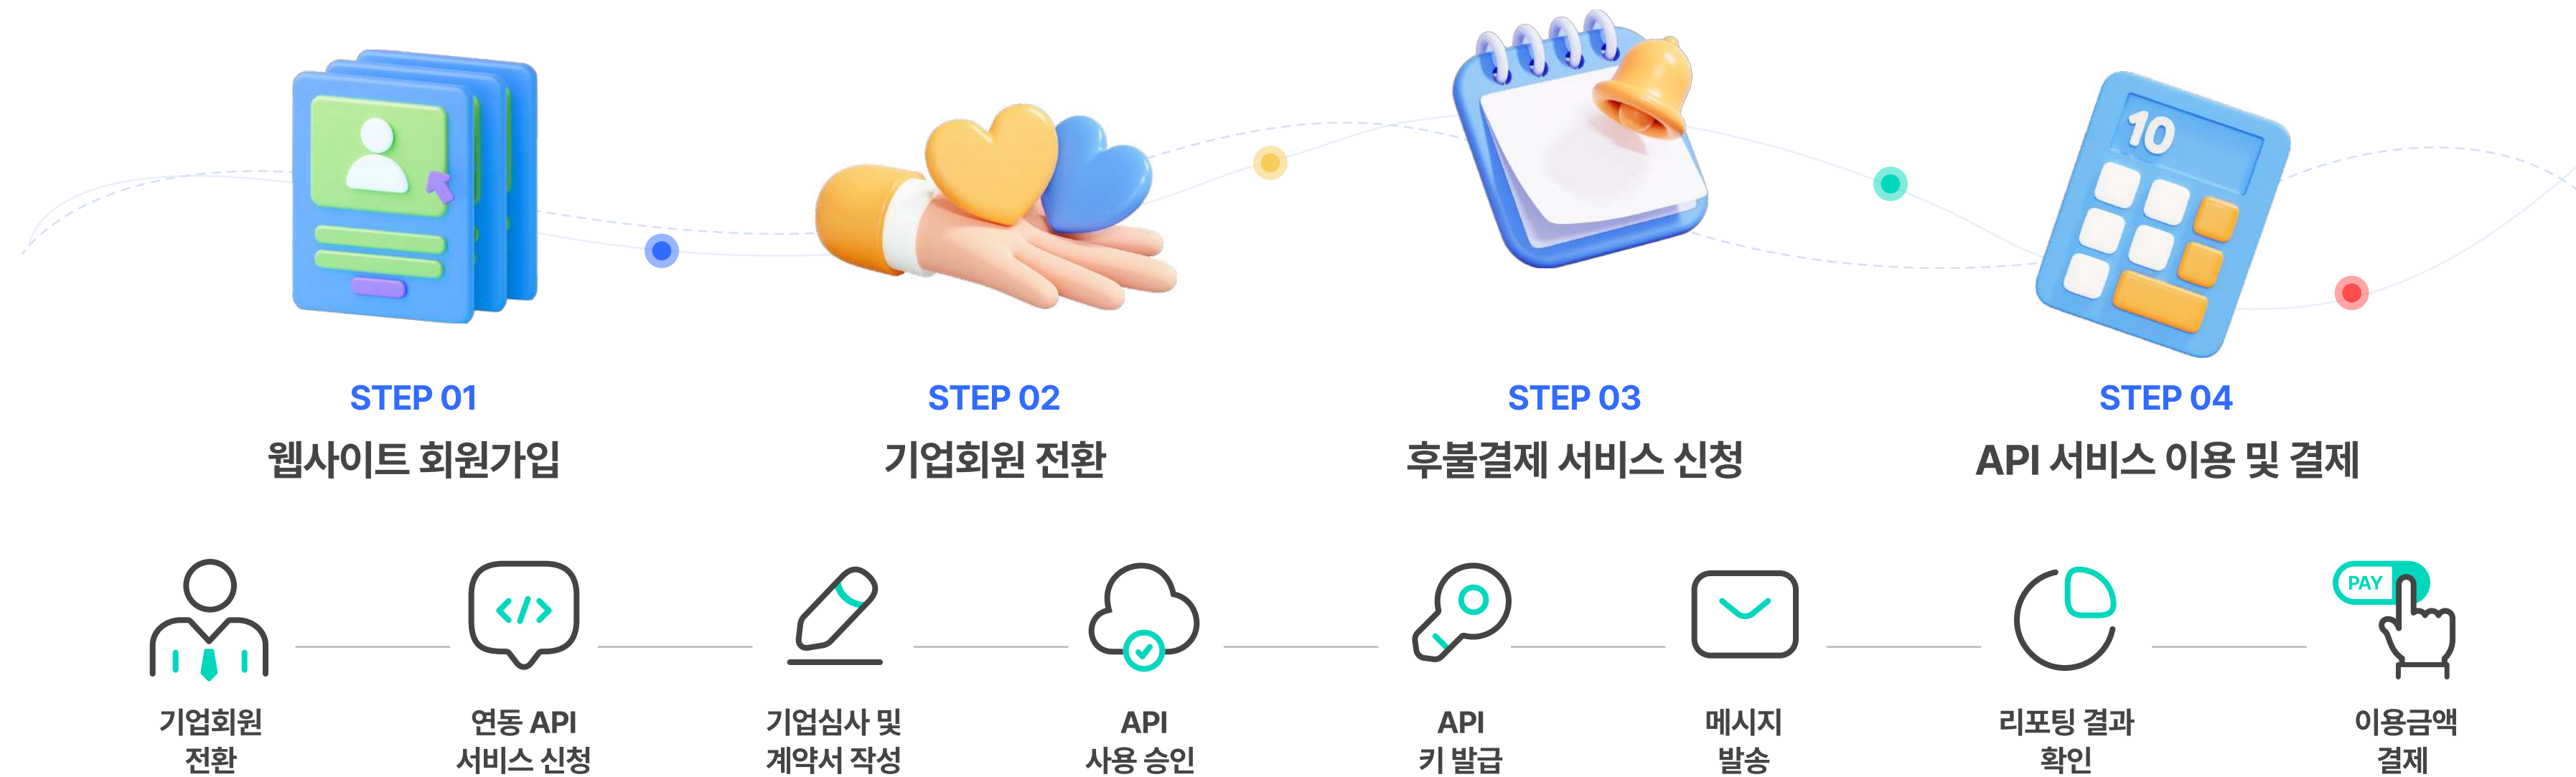 10
STEP 01
웹사이트 회원가입
STEP 02
기업회원 전환
STEP 03
후불결제 서비스 신청
STEP 04
API 서비스 이용 및 결제
기업회원
전환
연동 API
서비스 신청
기업심사 및
계약서 작성
API
사용 승인
API
키 발급
메시지
발송
리포팅 결과
확인
PAY
이용금액
결제